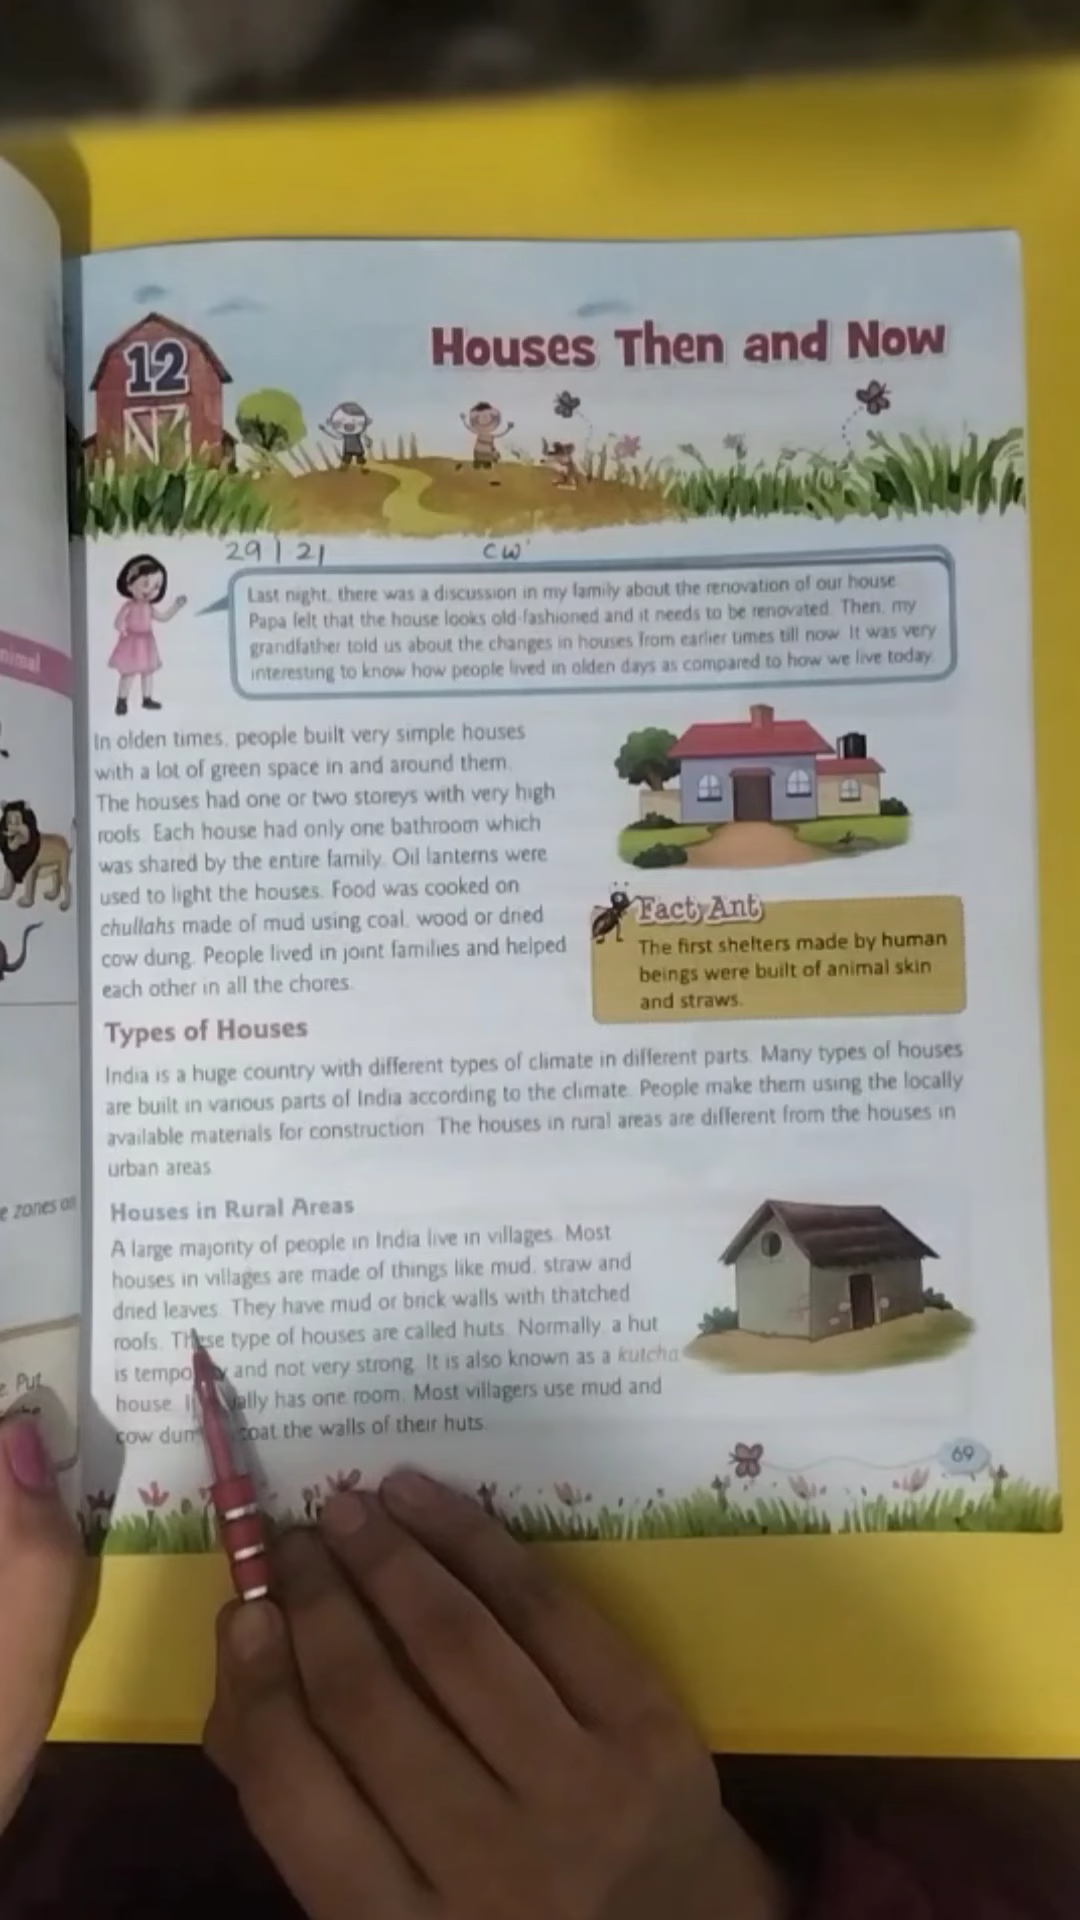 12
Houses Then and Now
29 | 21 CW
Last night, there was a discussion in my family about the renovation of our house.
Papa felt that the house looks old-fashioned and it needs to be renovated. Then, my
grandfather told us about the changes in houses from earlier times till now. It was very
interesting to know how people lived in olden days as compared to how we live today.
In olden times, people built very simple houses
with a lot of green space in and around them.
The houses had one or two storeys with very high
roofs. Each house had only one bathroom which
was shared by the entire family. Oil lanterns were
used to light the houses. Food was cooked on
chullahs made of mud using coal, wood or dried
cow dung. People lived in joint families and helped
each other in all the chores.
Fact Ant
The first shelters made by human
beings were built of animal skin
and straws.
Types of Houses
India is a huge country with different types of climate in different parts. Many types of houses
are built in various parts of India according to the climate. People make them using the locally
available materials for construction. The houses in rural areas are different from the houses in
urban areas.
Houses in Rural Areas
A large majority of people in India live in villages. Most
houses in villages are made of things like mud, straw and
dried leaves. They have mud or brick walls with thatched
roofs. These type of houses are called huts. Normally, a hut
is and not very strong. It is also known as a kutcha
house. has one room. Most villagers use mud and
cow coat the walls of their huts.
69
nimal
e zones on
e. Put